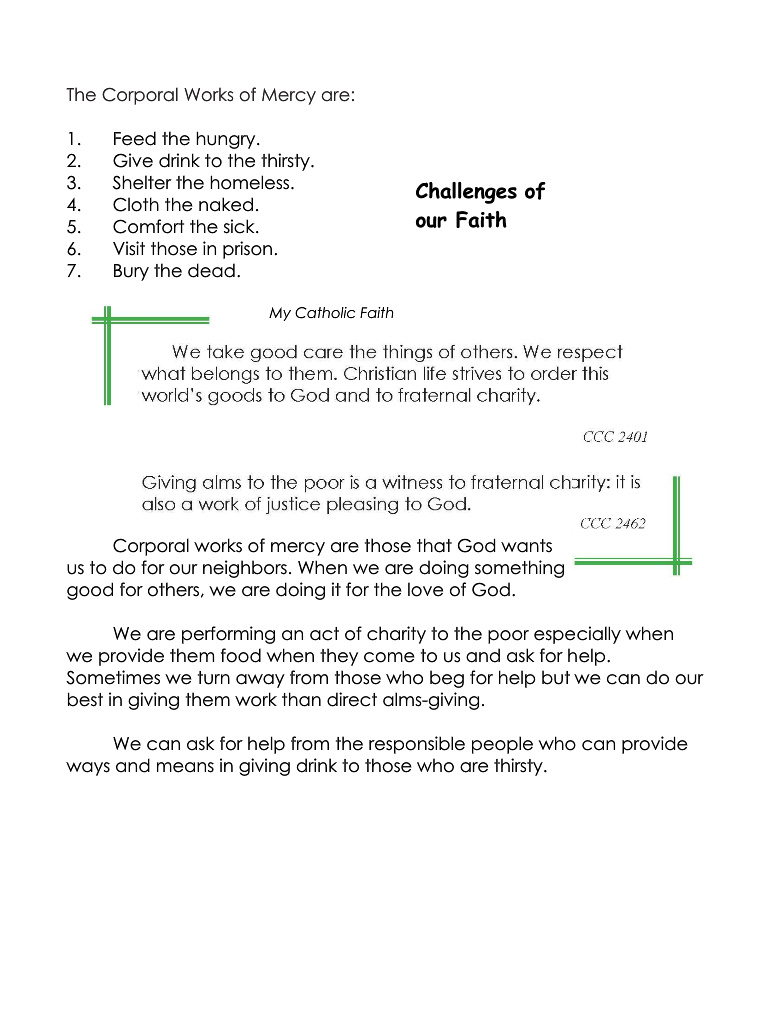 The Corporal Works of Mercy are:
1. Feed the hungry.
2. Give drink to the thirsty.
3. Shelter the homeless.
4. Cloth the naked.
5. Comfort the sick.
6. Visit those in prison.
7. Bury the dead.
Challenges of
our Faith
My Catholic Faith
We take good care the things of others. We respect
what belongs to them. Christian life strives to order this
world's goods to God and to fraternal charity.
CCC 2401
Giving alms to the poor is a witness to fraternal charity: it is
also a work of justice pleasing to God.
CCC 2462
Corporal works of mercy are those that God wants
us to do for our neighbors. When we are doing something
good for others, we are doing it for the love of God.
We are performing an act of charity to the poor especially when
we provide them food when they come to us and ask for help.
Sometimes we turn away from those who beg for help but we can do our
best in giving them work than direct alms-giving.
We can ask for help from the responsible people who can provide
ways and means in giving drink to those who are thirsty.